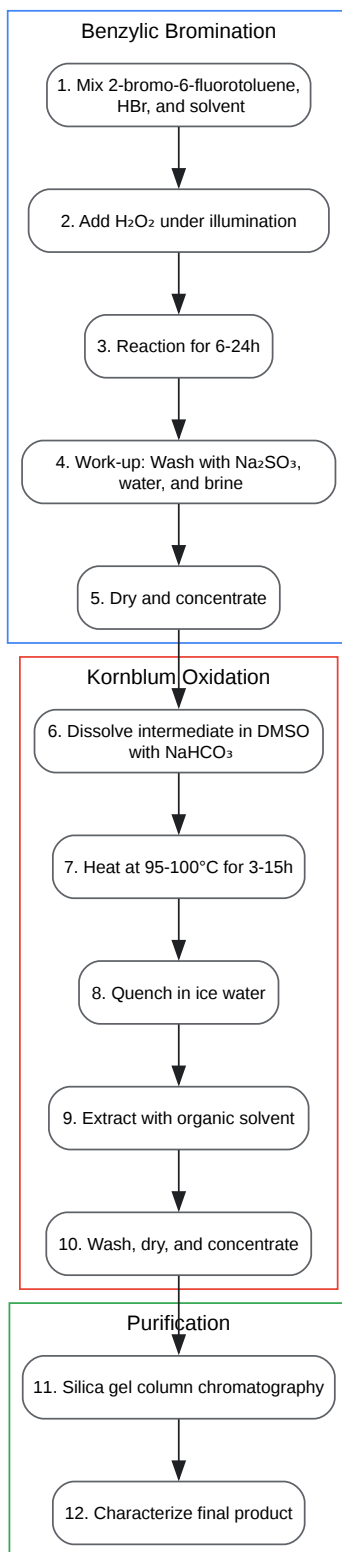 Benzylic Bromination
1. Mix 2-bromo-6-fluorotoluene,
HBr, and solvent
2. Add H₂O₂ under illumination
3. Reaction for 6-24h
4. Work-up: Wash with Na₂SO₃,
water, and brine
5. Dry and concentrate
Kornblum Oxidation
6. Dissolve intermediate in DMSO
with NaHCO₃
7. Heat at 95-100°C for 3-15h
8. Quench in ice water
9. Extract with organic solvent
10. Wash, dry, and concentrate
Purification
11. Silica gel column chromatography
12. Characterize final product